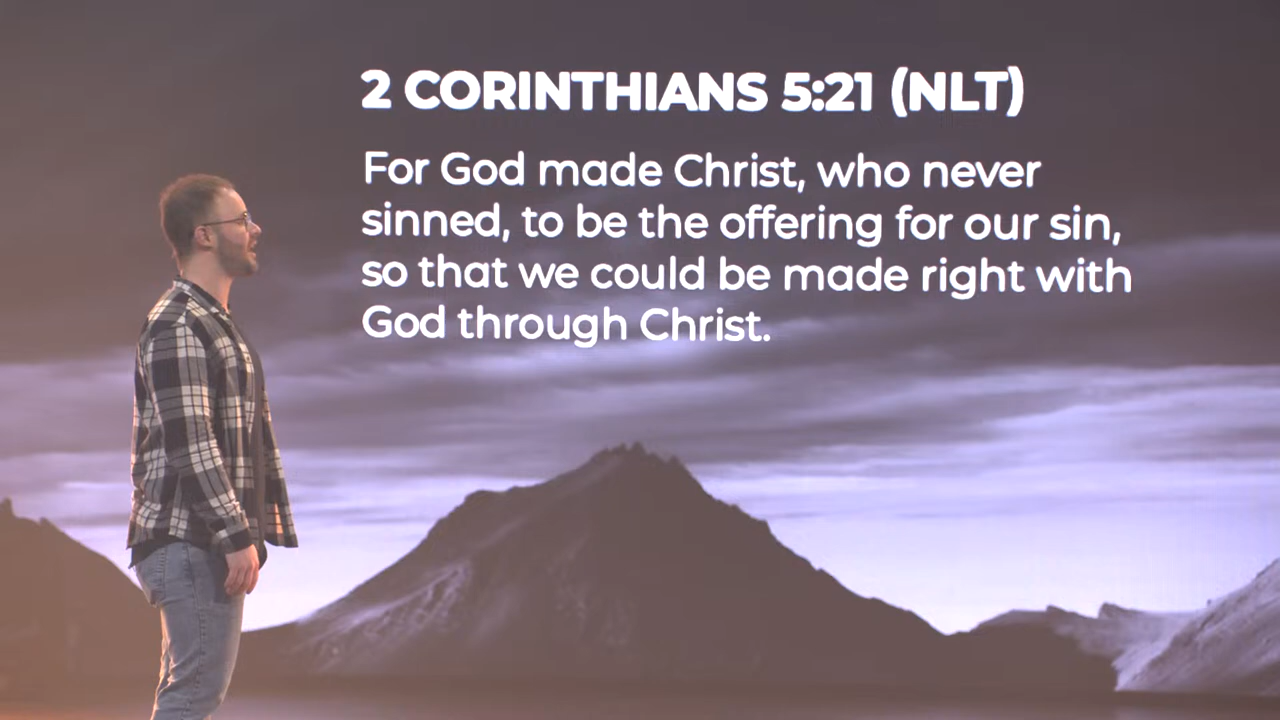 2 CORINTHIANS 5:21 (NLT)
For God made Christ, who never
sinned, to be the offering for our sin,
so that we could be made right with
God through Christ.